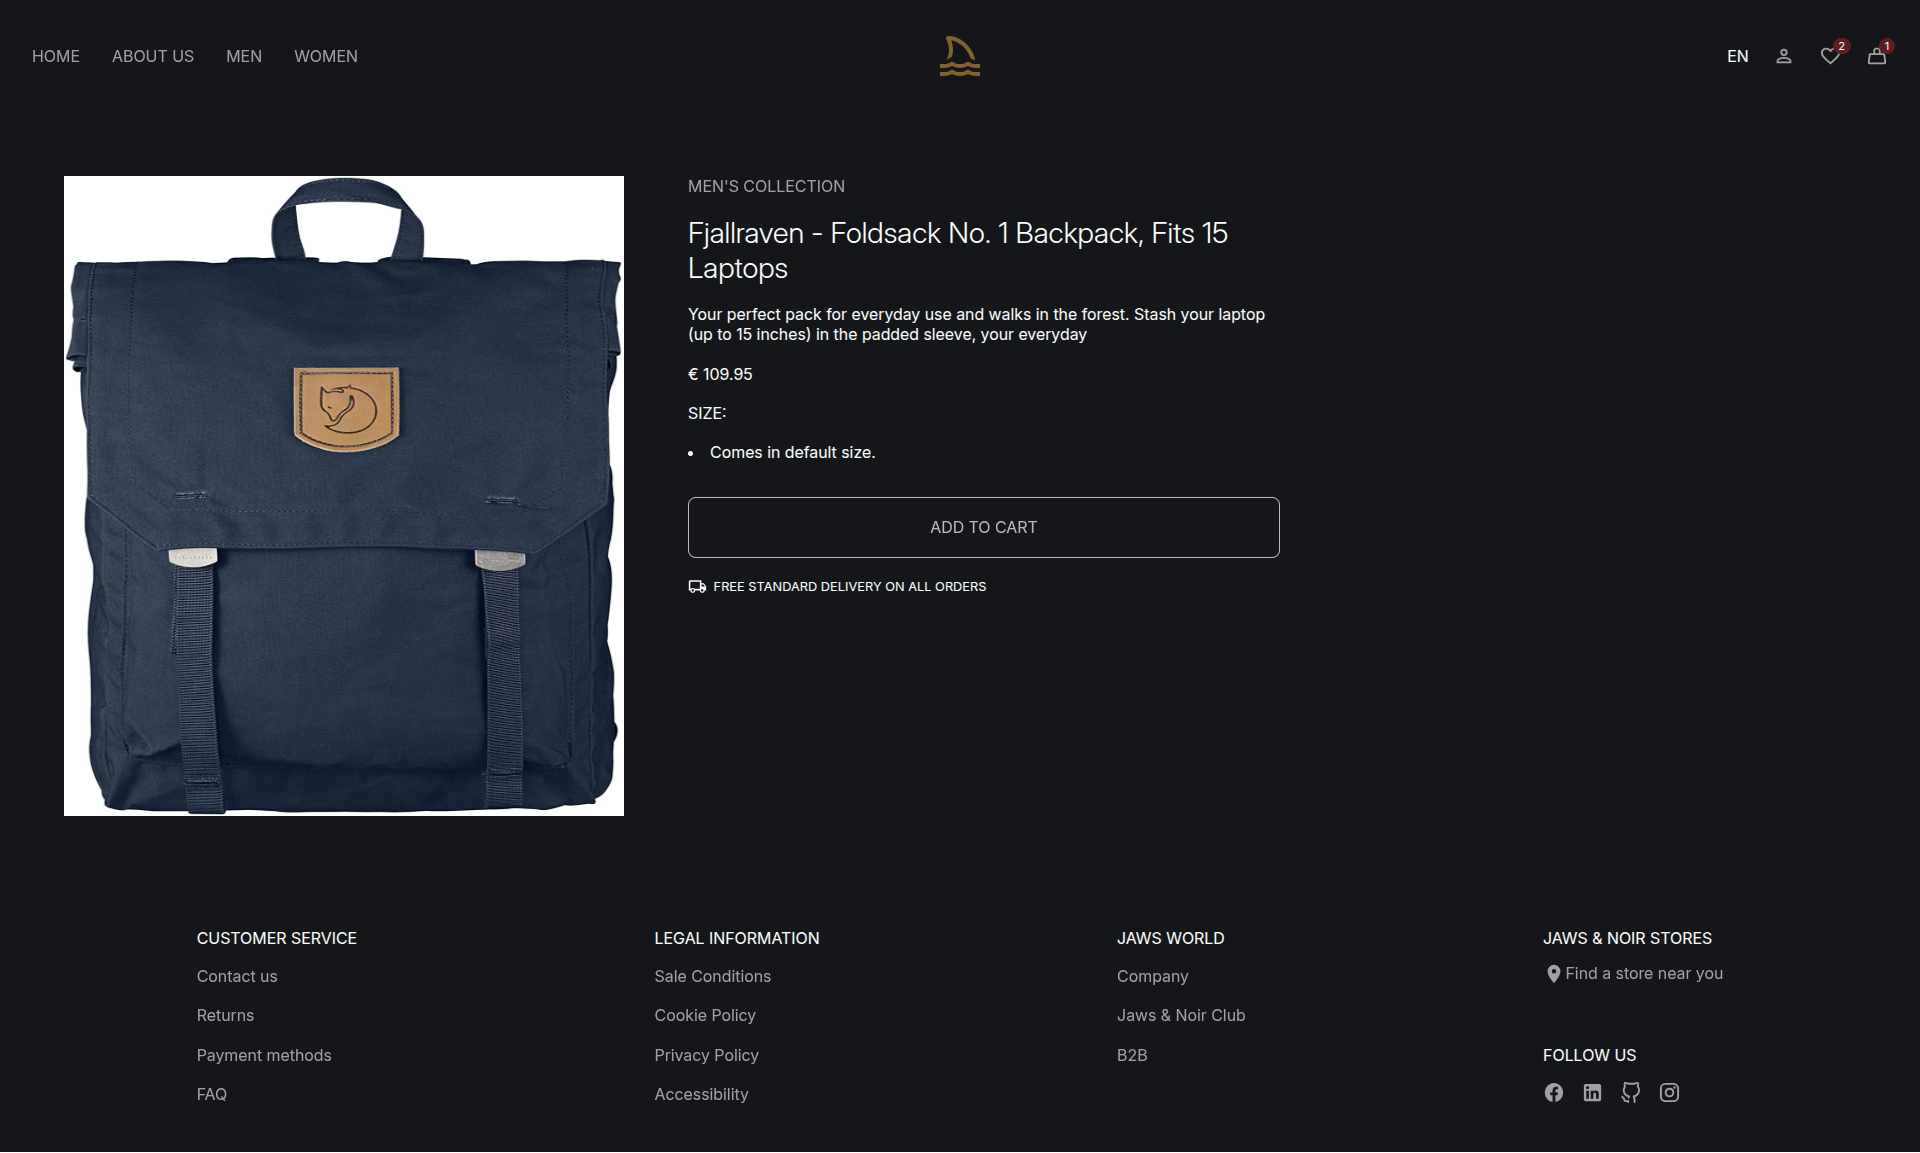 HOME
ABOUT US
MEN
WOMEN
EN
2
1
MEN'S COLLECTION
Fjallraven - Foldsack No. 1 Backpack, Fits 15
Laptops
Your perfect pack for everyday use and walks in the forest. Stash your laptop
(up to 15 inches) in the padded sleeve, your everyday
€ 109.95
SIZE:
Comes in default size.
ADD TO CART
FREE STANDARD DELIVERY ON ALL ORDERS
CUSTOMER SERVICE
Contact us
Returns
Payment methods
FAQ
LEGAL INFORMATION
Sale Conditions
Cookie Policy
Privacy Policy
Accessibility
JAWS WORLD
Company
Jaws & Noir Club
B2B
JAWS & NOIR STORES
Find a store near you
FOLLOW US